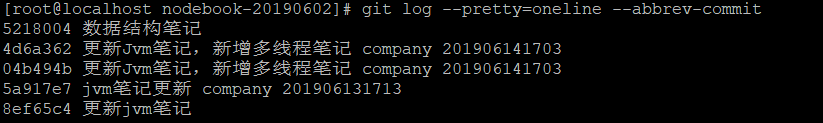 [root@localhost nodebook-20190602]# git log --pretty=oneline --abbrev-commit
5218004 数据结构笔记
4d6a362 更新Jvm笔记，新增多线程笔记 company 201906141703
04b494b 更新Jvm笔记，新增多线程笔记 company 201906141703
5a917e7 jvm笔记更新 company 201906131713
8ef65c4 更新jvm笔记